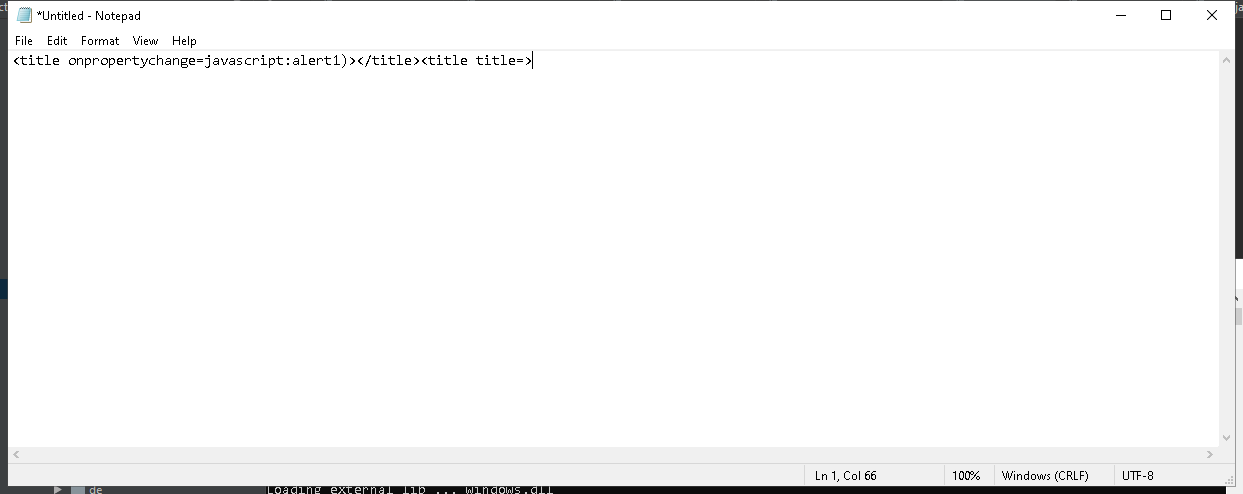 *Untitled - Notepad
File Edit Format View Help
<title onpropertychange=javascript:alert1)></title><title title=>
Ln 1, Col 66 100% Windows (CRLF) UTF-8
de Loading external lib ... windows.dll